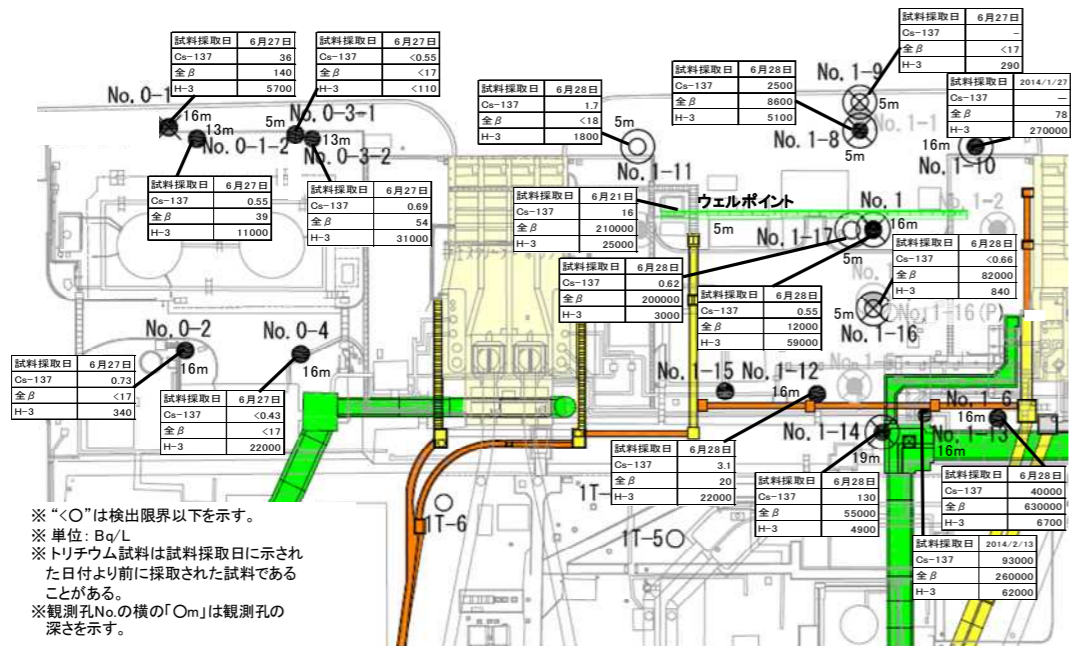 試料採取日 6月27日
Cs-137 36
全β 140
H-3 5700
試料採取日 6月27日
Cs-137 <0.55
全β <17
H-3 <110
試料採取日 6月28日
Cs-137 1.7
全β <18
H-3 1800
試料採取日 6月28日
Cs-137 2500
全β 8600
H-3 5100
試料採取日 6月27日
Cs-137 -
全β <17
H-3 290
試料採取日 2014/1/27
Cs-137 -
全β 78
H-3 270000
No. 0-1
16m
13m
No. 0-1-2
5m
No. 0-3-1
13m
No. 0-3-2
5m
No. 1-11
No. 1-9
5m
No. 1-8
5m
No. 1-1
16m
No. 1-10
試料採取日 6月27日
Cs-137 0.55
全β 39
H-3 11000
試料採取日 6月27日
Cs-137 0.69
全β 54
H-3 31000
試料採取日 6月21日
Cs-137 16
全β 210000
H-3 25000
ウェルポイント
5m
No. 1-17
5m
No. 1
16m
No. 1-2
試料採取日 6月28日
Cs-137 0.62
全β 200000
H-3 3000
試料採取日 6月28日
Cs-137 0.55
全β 12000
H-3 59000
試料採取日 6月28日
Cs-137 <0.66
全β 82000
H-3 840
5m
No. 1-16
No. 1-16(P)
No. 0-2
16m
No. 0-4
16m
試料採取日 6月27日
Cs-137 0.73
全β <17
H-3 340
試料採取日 6月27日
Cs-137 <0.43
全β <17
H-3 22000
No. 1-15
No. 1-12
16m
No. 1-14
19m
No. 1-6
16m
No. 1-13
16m
試料採取日 6月28日
Cs-137 3.1
全β 20
H-3 22000
試料採取日 6月28日
Cs-137 130
全β 55000
H-3 4900
試料採取日 6月28日
Cs-137 40000
全β 630000
H-3 6700
試料採取日 2014/2/13
Cs-137 93000
全β 260000
H-3 62000
1T-6
1T-5
※ "<○"は検出限界以下を示す。
※ 単位: Bq/L
※トリチウム試料は試料採取日に示され
た日付より前に採取された試料である
ことがある。
※観測孔No.の横の「○m」は観測孔の
深さを示す。